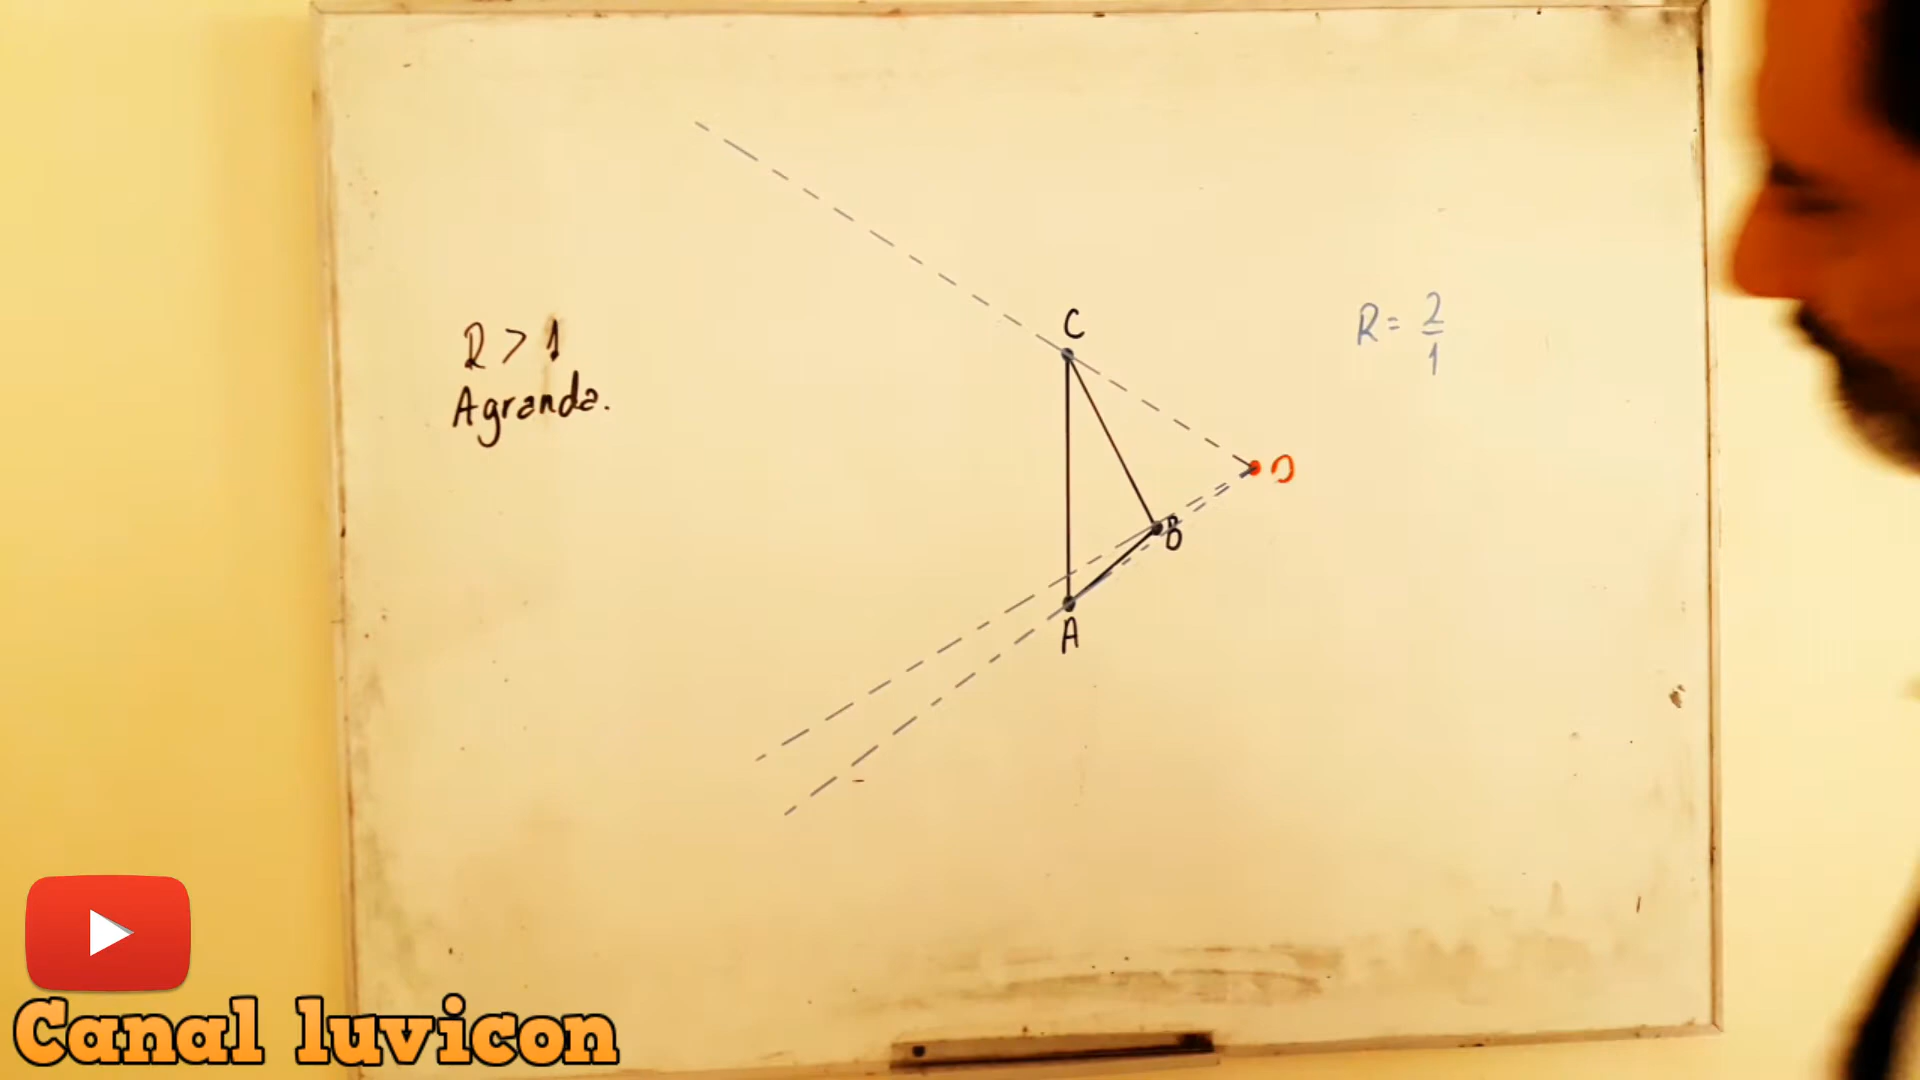 C
R > 1
Agranda.
R = 2/1
O
B
A
Canal luvicon